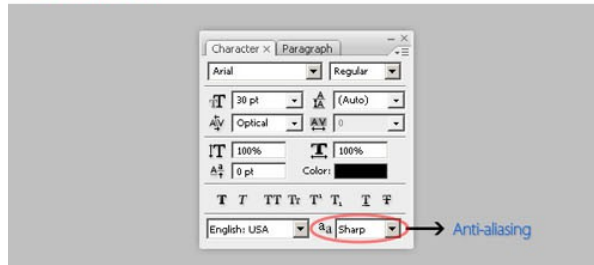 Character × Paragraph
Arial Regular
30 pt (Auto)
Optical 0
100% 100%
0 pt Color:
T T TT Tr T¹ T₁ T T
English: USA aa Sharp Anti-aliasing